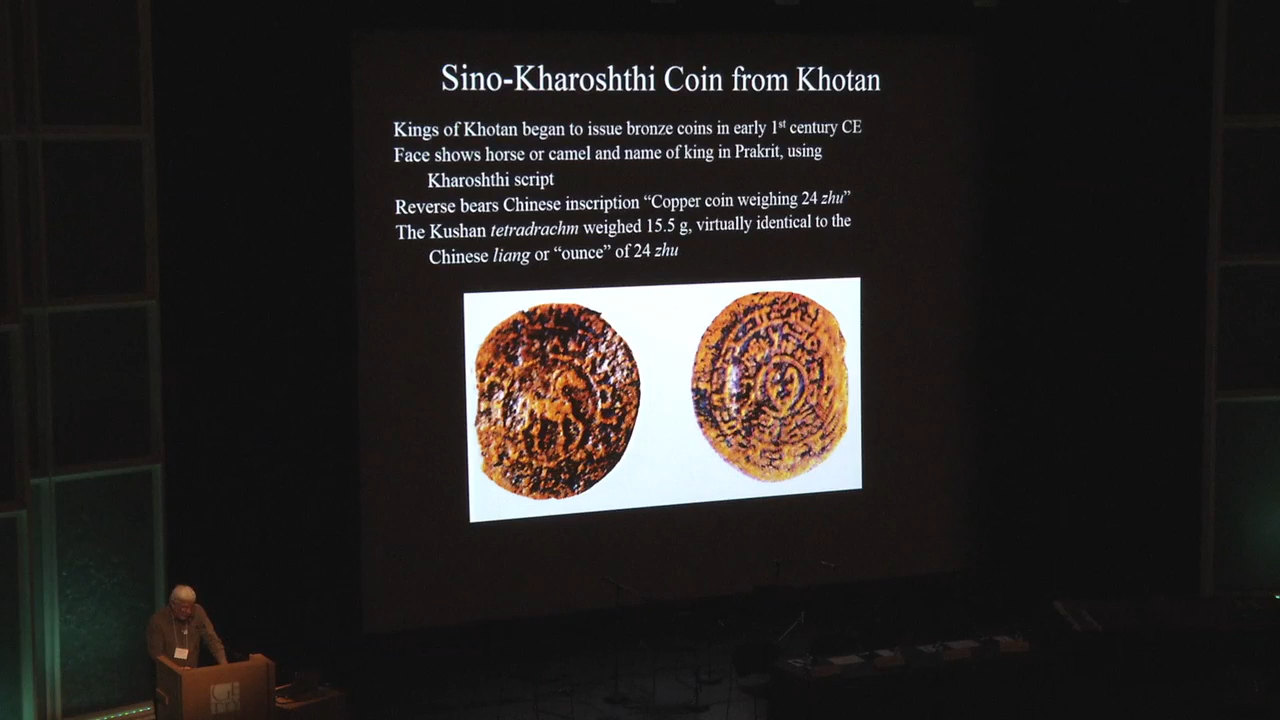 Sino-Kharoshthi Coin from Khotan
Kings of Khotan began to issue bronze coins in early 1st century CE
Face shows horse or camel and name of king in Prakrit, using
Kharoshthi script
Reverse bears Chinese inscription “Copper coin weighing 24 zhu”
The Kushan tetradrachm weighed 15.5 g, virtually identical to the
Chinese liang or “ounce” of 24 zhu